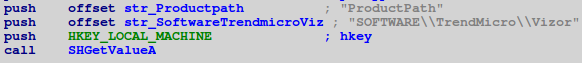 push offset str_Productpath ; "ProductPath"
push offset str_SoftwareTrendmicroViz ; "SOFTWARE\\TrendMicro\\Vizor"
push HKEY_LOCAL_MACHINE ; hkey
call SHGetValueA